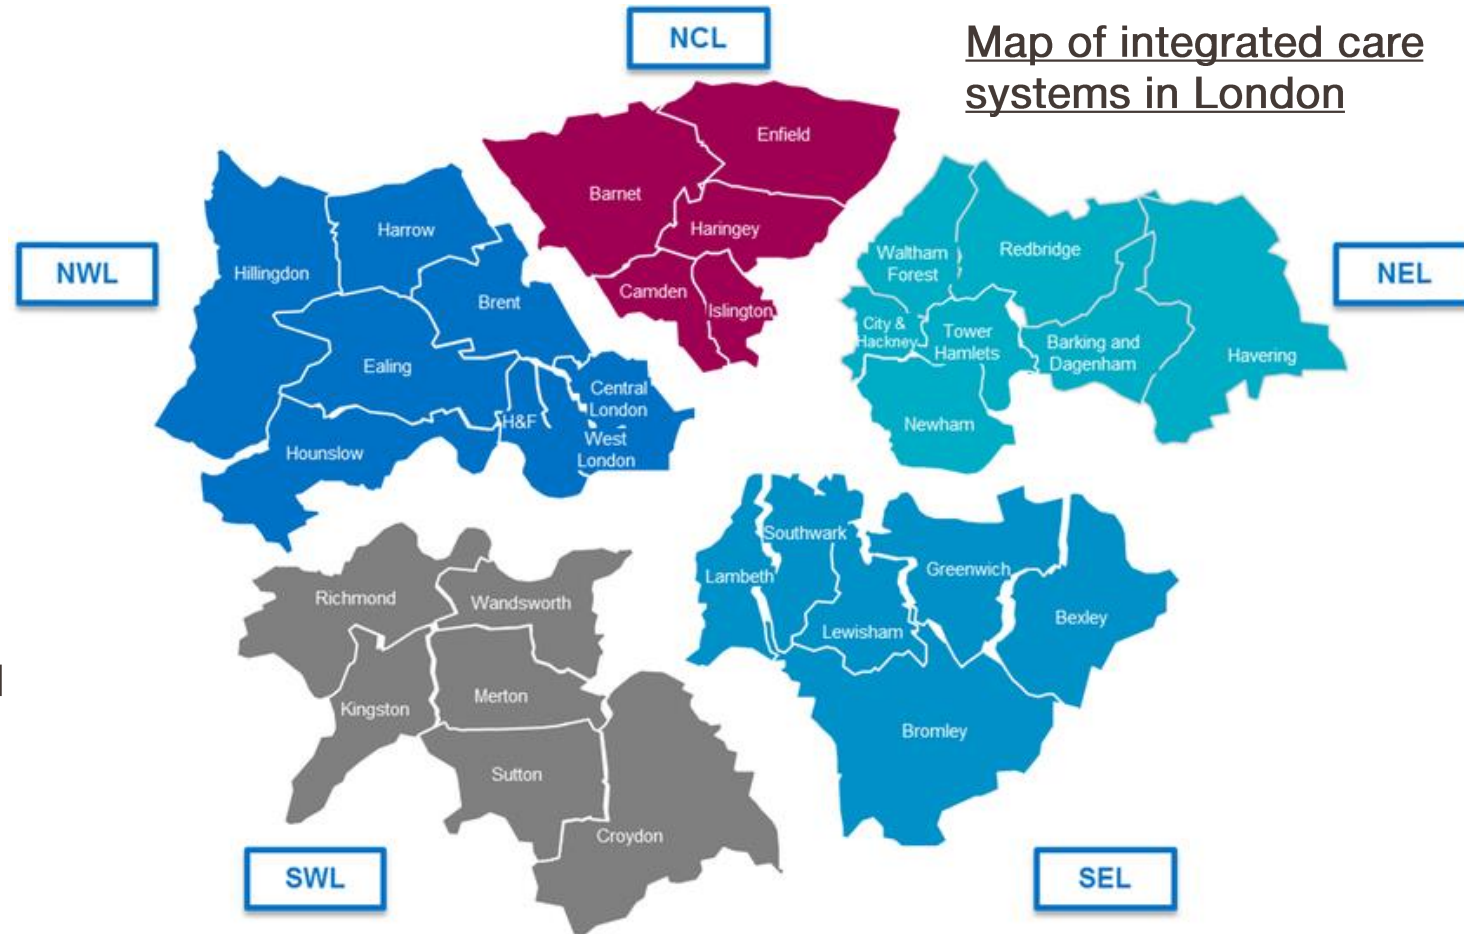 NCL
Map of integrated care
systems in London
Enfield
Barnet
Haringey
Camden
Islington
NWL
Harrow
Hillingdon
Brent
Ealing
Central
London
H&F
West
London
Hounslow
NEL
Waltham
Forest
Redbridge
City &
Hackney
Tower
Hamlets
Barking and
Dagenham
Havering
Newham
Richmond
Wandsworth
Kingston
Merton
Sutton
Croydon
SWL
Southwark
Lambeth
Greenwich
Lewisham
Bexley
Bromley
SEL